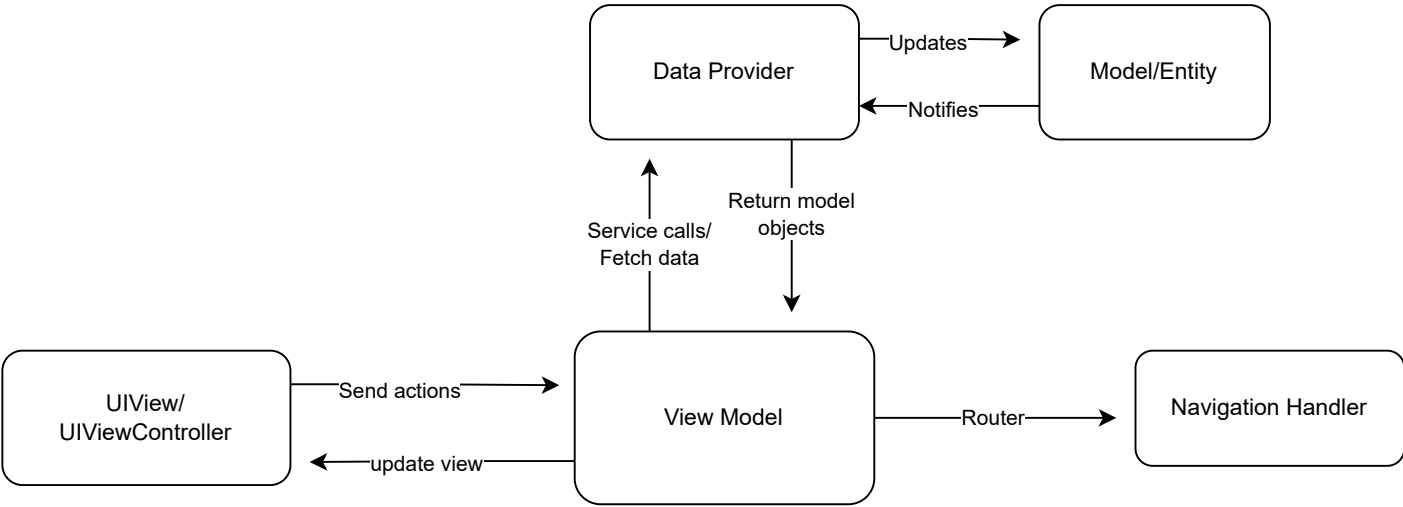 Data Provider
Updates
Model/Entity
Notifies
Return model
objects
Service calls/
Fetch data
UIView/
UIViewController
Send actions
update view
View Model
Router
Navigation Handler